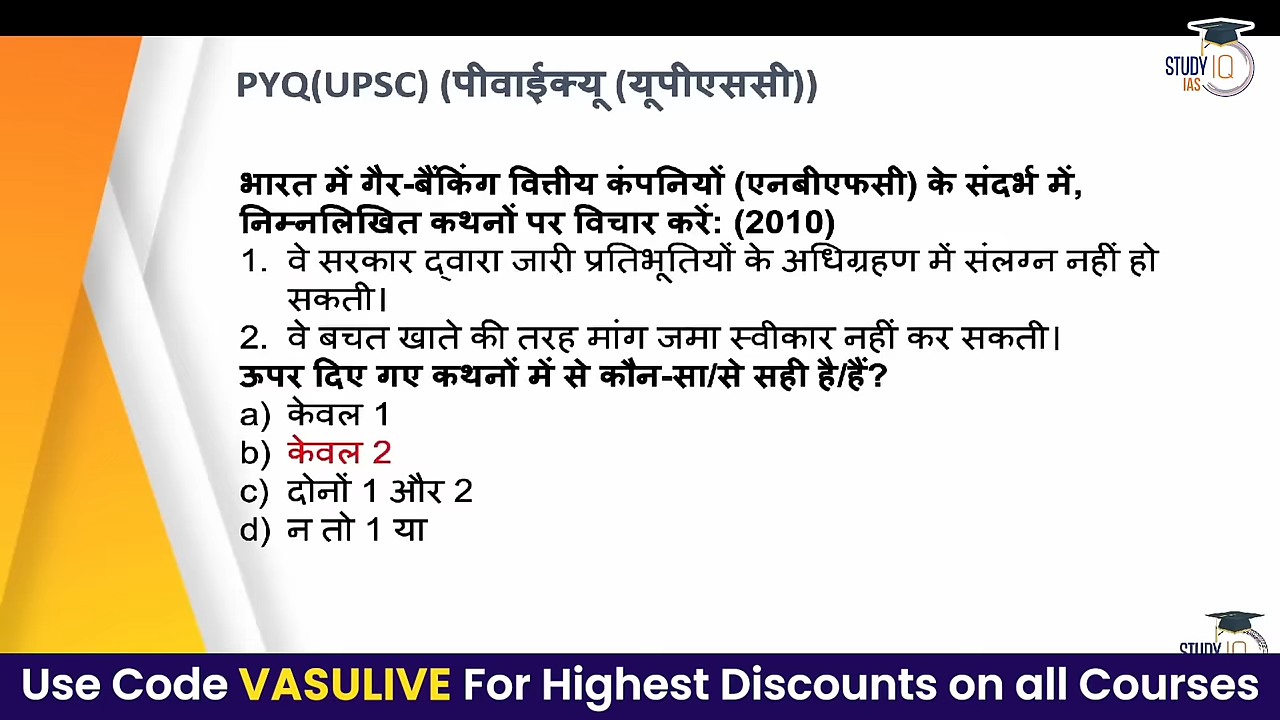 STUDY IQ
IAS
PYQ(UPSC) (पीवाईक्यू (यूपीएससी))
भारत में गैर-बैंकिंग वित्तीय कंपनियों (एनबीएफसी) के संदर्भ में,
निम्नलिखित कथनों पर विचार करें: (2010)
1. वे सरकार द्वारा जारी प्रतिभूतियों के अधिग्रहण में संलग्न नहीं हो
सकती।
2. वे बचत खाते की तरह मांग जमा स्वीकार नहीं कर सकती।
ऊपर दिए गए कथनों में से कौन-सा/से सही है/हैं?
a) केवल 1
b) केवल 2
c) दोनों 1 और 2
d) न तो 1 या
STUDY IQ
Use Code VASULIVE For Highest Discounts on all Courses